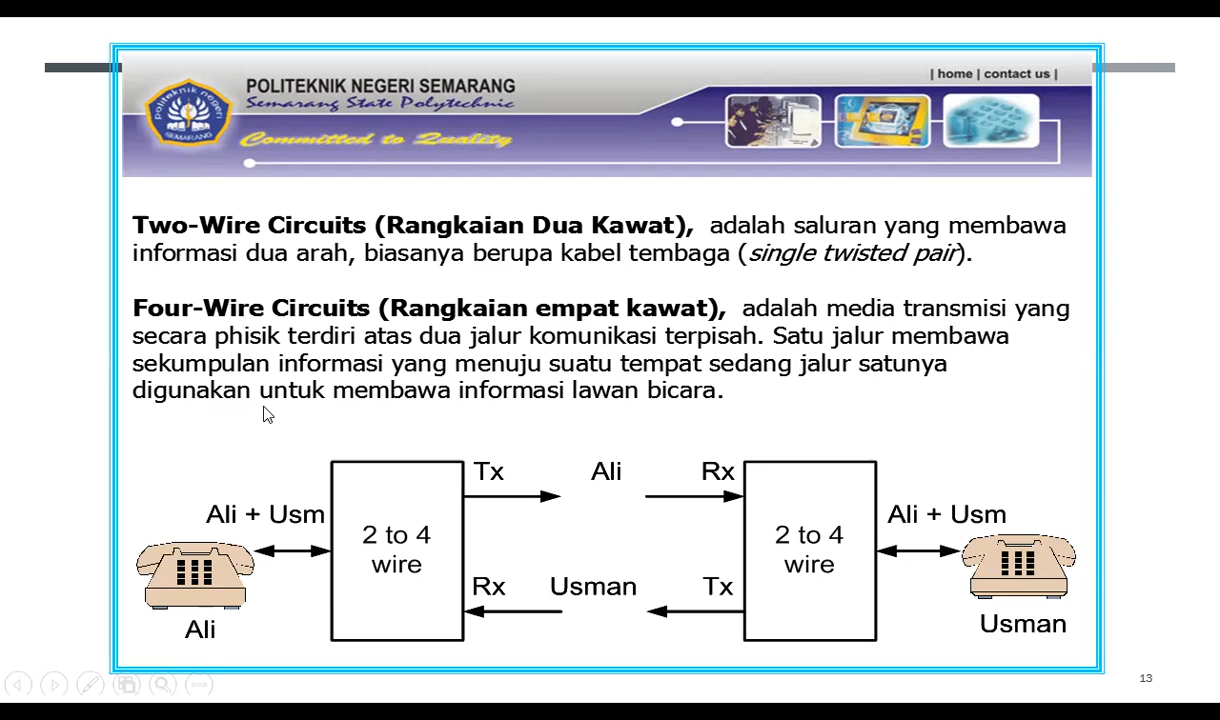 | home | contact us |
POLITEKNIK NEGERI SEMARANG
Semarang State Polytechnic
Committed to Quality
politeknik negeri
SEMARANG
Two-Wire Circuits (Rangkaian Dua Kawat), adalah saluran yang membawa
informasi dua arah, biasanya berupa kabel tembaga (single twisted pair).
Four-Wire Circuits (Rangkaian empat kawat), adalah media transmisi yang
secara phisik terdiri atas dua jalur komunikasi terpisah. Satu jalur membawa
sekumpulan informasi yang menuju suatu tempat sedang jalur satunya
digunakan untuk membawa informasi lawan bicara.
Tx Ali Rx
Ali + Usm 2 to 4 wire 2 to 4 wire Ali + Usm
Rx Usman Tx
Ali Usman
13